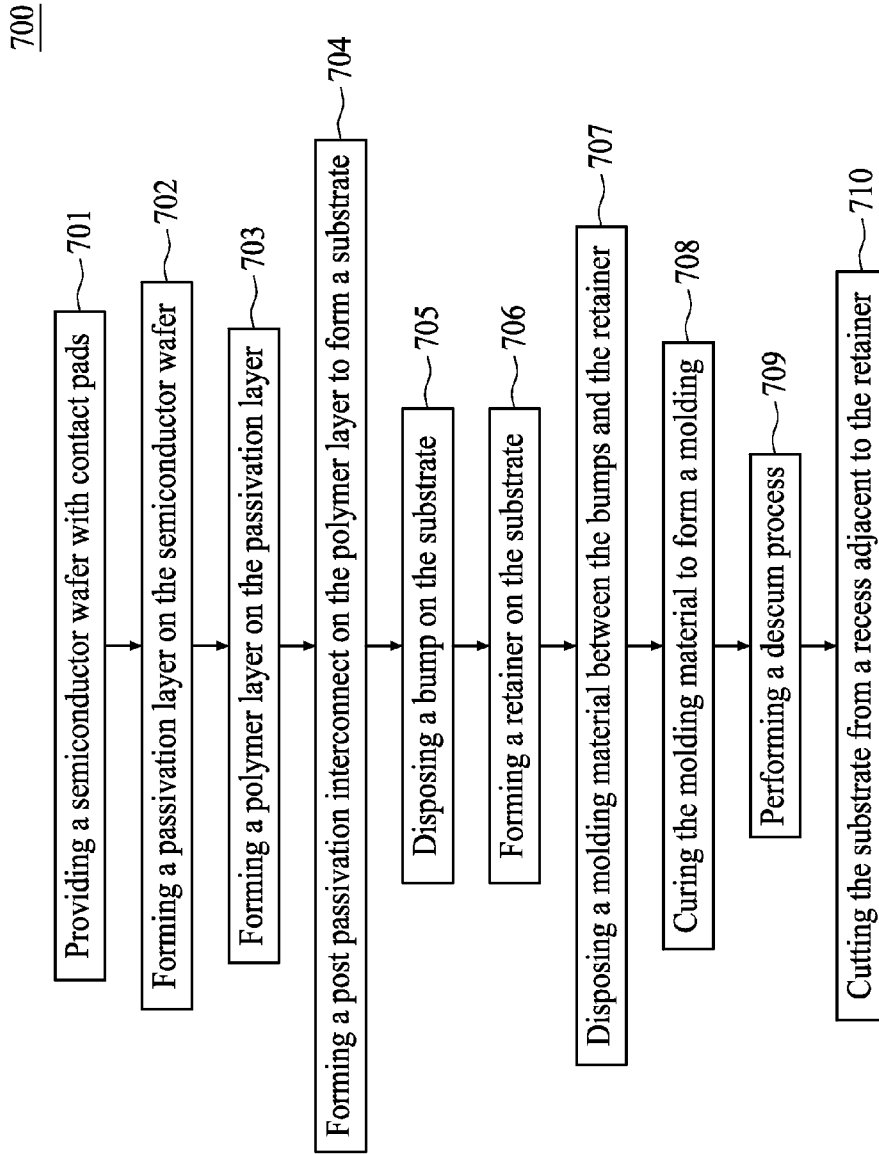 700
Providing a semiconductor wafer with contact pads
701
Forming a passivation layer on the semiconductor wafer
702
Forming a polymer layer on the passivation layer
703
Forming a post passivation interconnect on the polymer layer to form a substrate
704
Disposing a bump on the substrate
705
Forming a retainer on the substrate
706
Disposing a molding material between the bumps and the retainer
707
Curing the molding material to form a molding
708
Performing a descum process
709
Cutting the substrate from a recess adjacent to the retainer
710